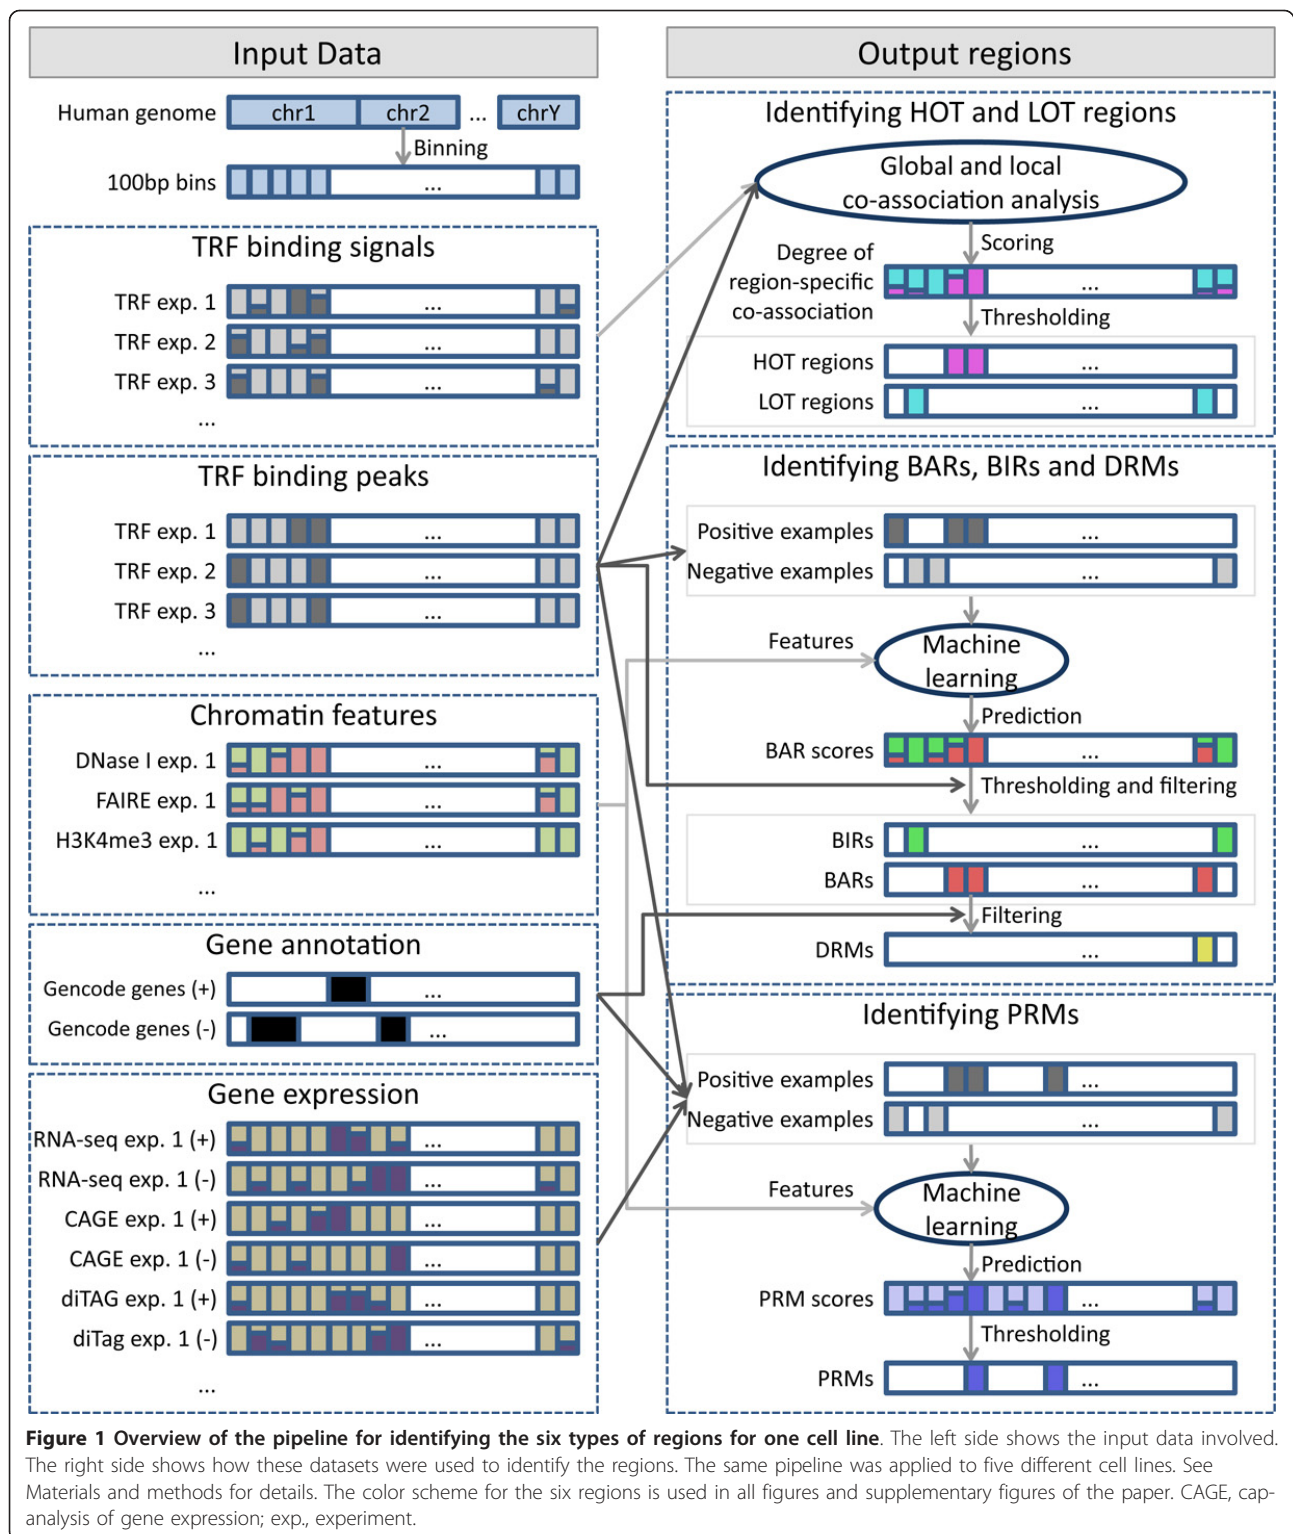 Input Data
Human genome
chr1
chr2
...
chrY
Binning
100bp bins
...
TRF binding signals
TRF exp. 1
...
TRF exp. 2
...
TRF exp. 3
...
...
TRF binding peaks
TRF exp. 1
...
TRF exp. 2
...
TRF exp. 3
...
...
Chromatin features
DNase I exp. 1
...
FAIRE exp. 1
...
H3K4me3 exp. 1
...
...
Gene annotation
Gencode genes (+)
...
Gencode genes (-)
...
Gene expression
RNA-seq exp. 1 (+)
...
RNA-seq exp. 1 (-)
...
CAGE exp. 1 (+)
...
CAGE exp. 1 (-)
...
diTAG exp. 1 (+)
...
diTag exp. 1 (-)
...
...
Output regions
Identifying HOT and LOT regions
Global and local
co-association analysis
Scoring
Degree of
region-specific
co-association
...
Thresholding
HOT regions
...
LOT regions
...
Identifying BARs, BIRs and DRMs
Positive examples
...
Negative examples
...
Features
Machine
learning
Prediction
BAR scores
...
Thresholding and filtering
BIRs
...
BARs
...
Filtering
DRMs
...
Identifying PRMs
Positive examples
...
Negative examples
...
Features
Machine
learning
Prediction
PRM scores
...
Thresholding
PRMs
...
Figure 1 Overview of the pipeline for identifying the six types of regions for one cell line. The left side shows the input data involved.
The right side shows how these datasets were used to identify the regions. The same pipeline was applied to five different cell lines. See
Materials and methods for details. The color scheme for the six regions is used in all figures and supplementary figures of the paper. CAGE, cap-
analysis of gene expression; exp., experiment.